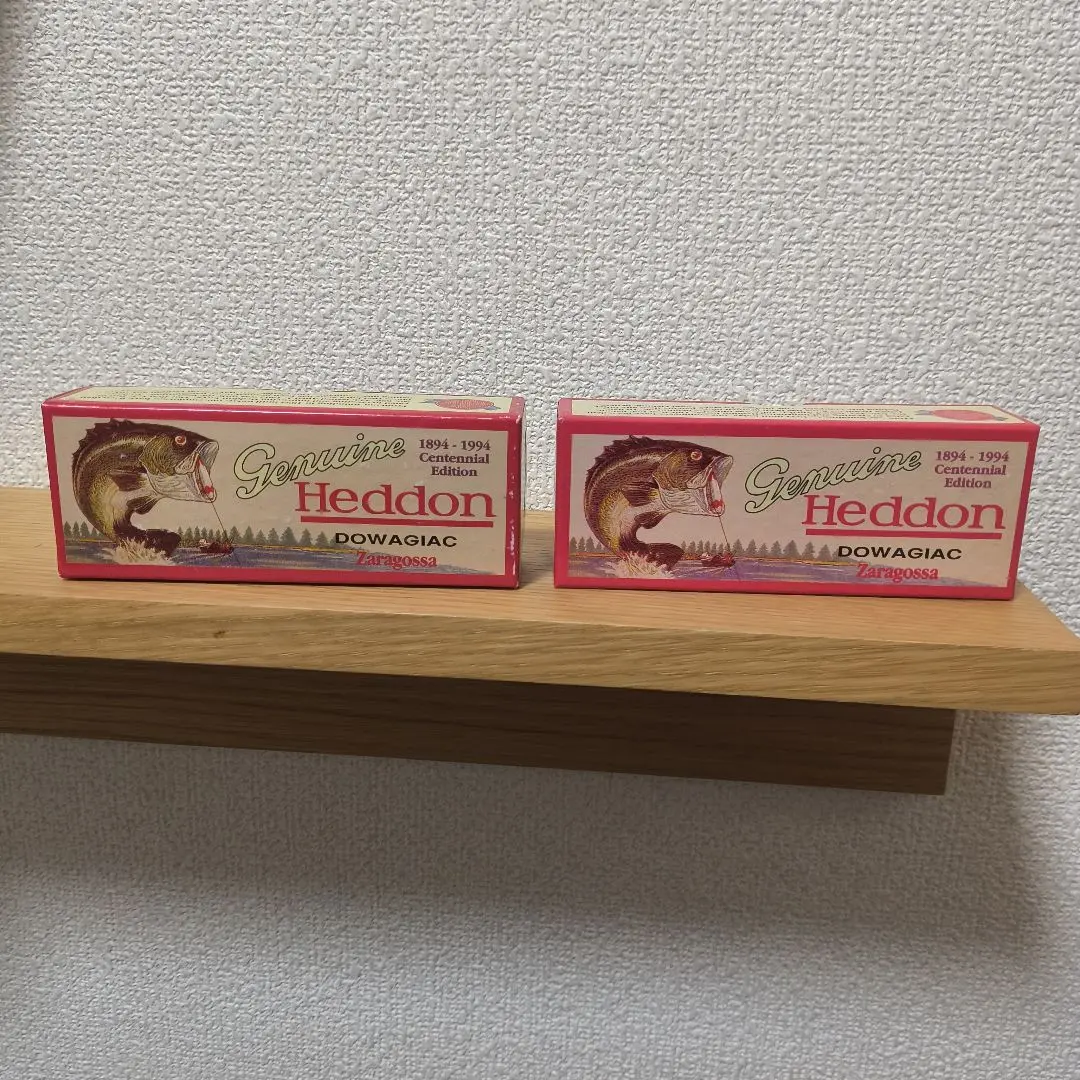 Genuine
1894 - 1994
Centennial
Edition
Heddon
DOWAGIAC
Zaragossa
Genuine
1894 - 1994
Centennial
Edition
Heddon
DOWAGIAC
Zaragossa